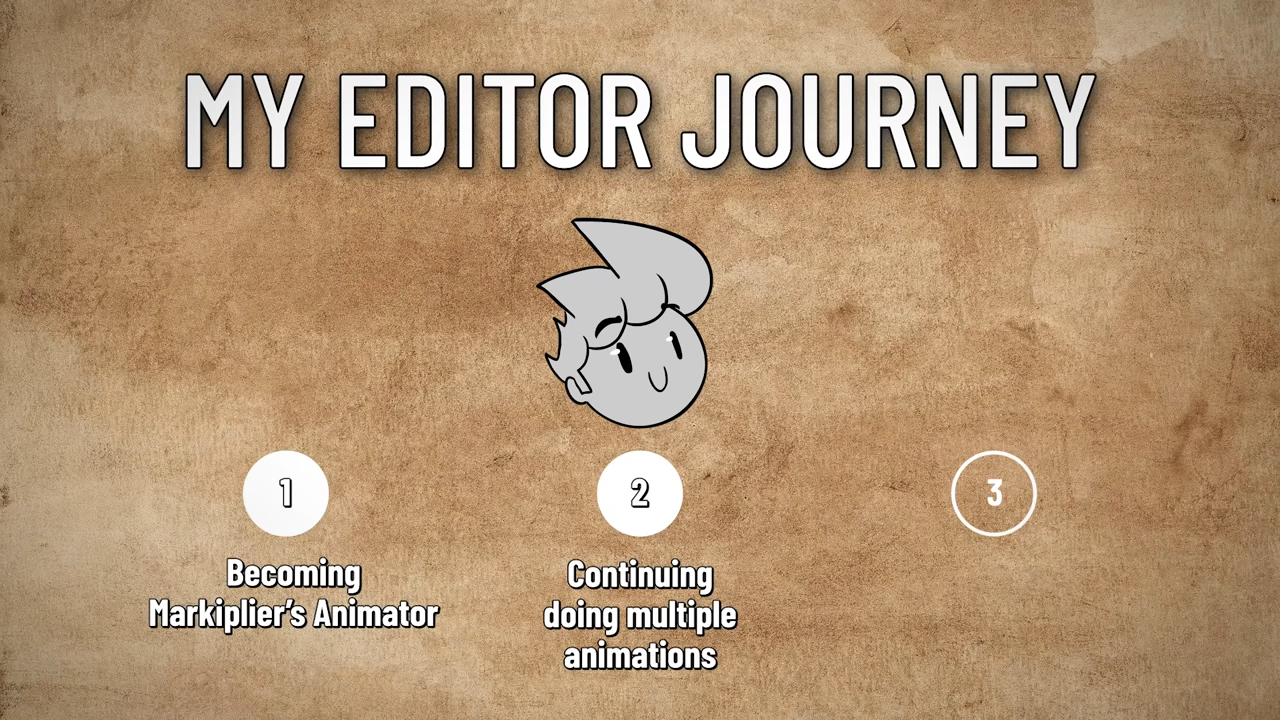 MY EDITOR JOURNEY
1
2
3
Becoming
Markiplier's Animator
Continuing
doing multiple
animations